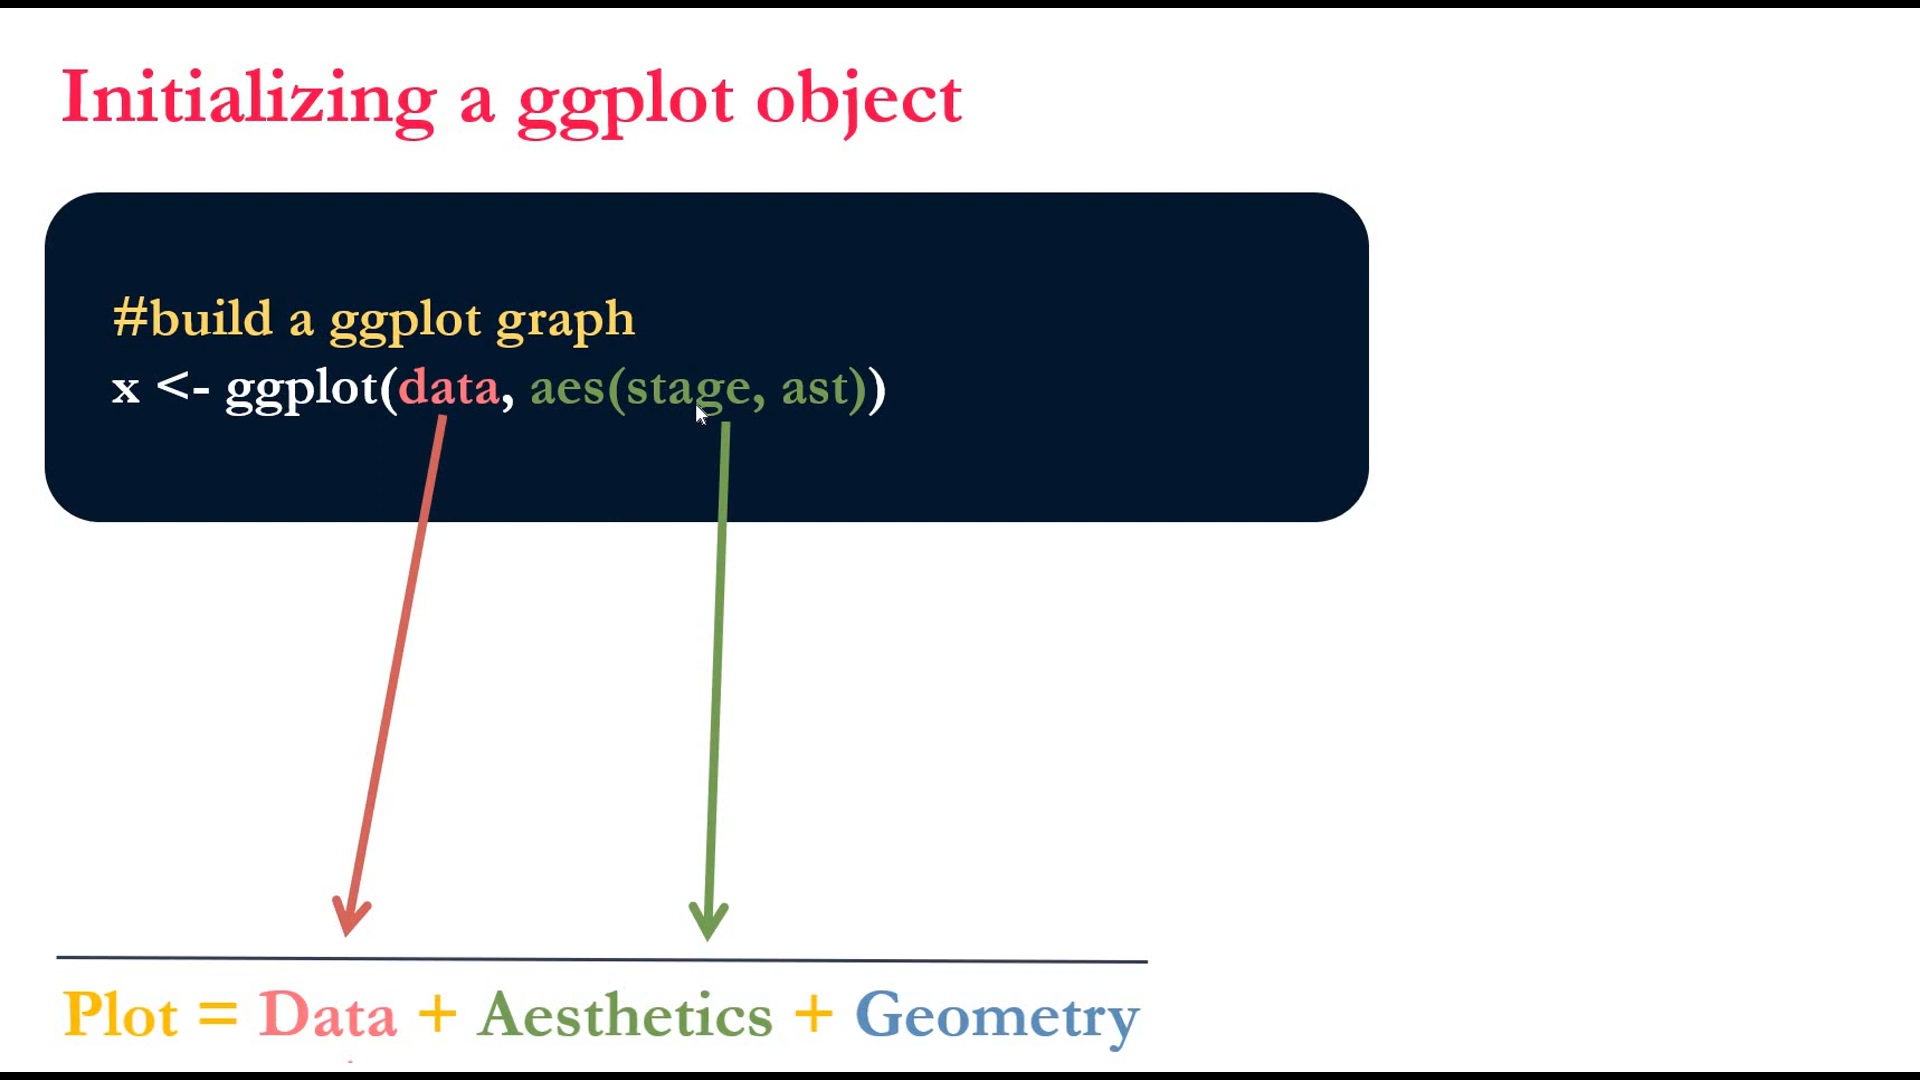 Initializing a ggplot object
#build a ggplot graph
x <- ggplot(data, aes(stage, ast))
Plot = Data + Aesthetics + Geometry